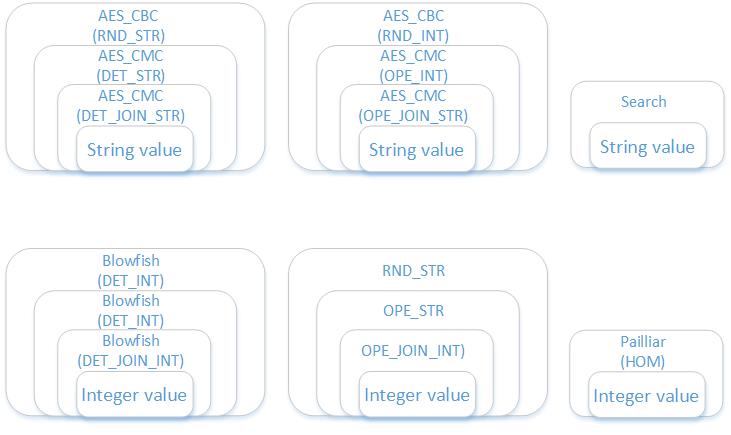 AES_CBC
(RND_STR)
AES_CMC
(DET_STR)
AES_CMC
(DET_JOIN_STR)
String value
AES_CBC
(RND_INT)
AES_CMC
(OPE_INT)
AES_CMC
(OPE_JOIN_STR)
String value
Search
String value
Blowfish
(DET_INT)
Blowfish
(DET_INT)
Blowfish
(DET_JOIN_INT)
Integer value
RND_STR
OPE_STR
OPE_JOIN_INT)
Integer value
Pailliar
(HOM)
Integer value